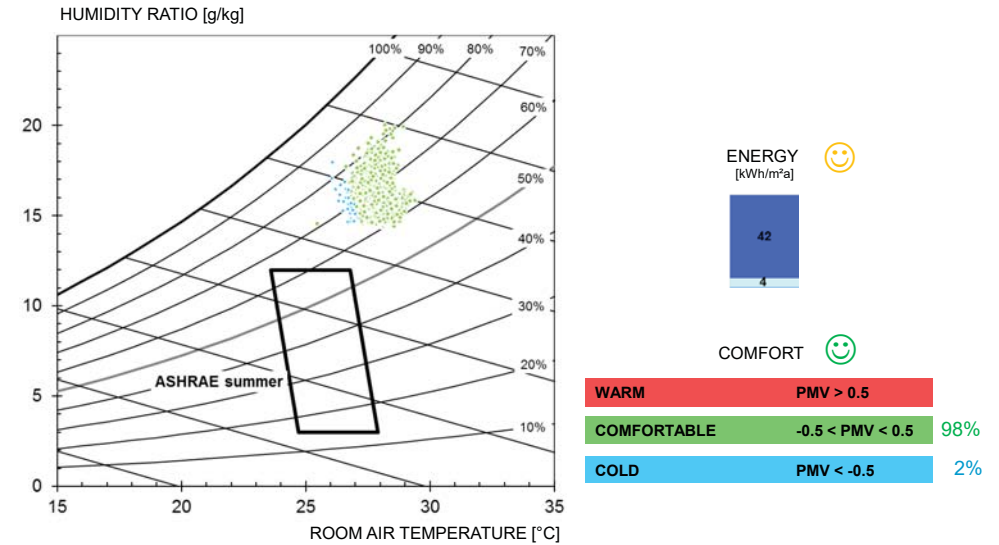 HUMIDITY RATIO [g/kg]
100% 90% 80% 70%
60%
50%
40%
30%
20%
10%
20
15
10
5
0
ASHRAE summer
15 20 25 30 35
ROOM AIR TEMPERATURE [°C]
ENERGY
[kWh/m²a]
42
4
COMFORT
WARM PMV > 0.5
COMFORTABLE -0.5 < PMV < 0.5 98%
COLD PMV < -0.5 2%